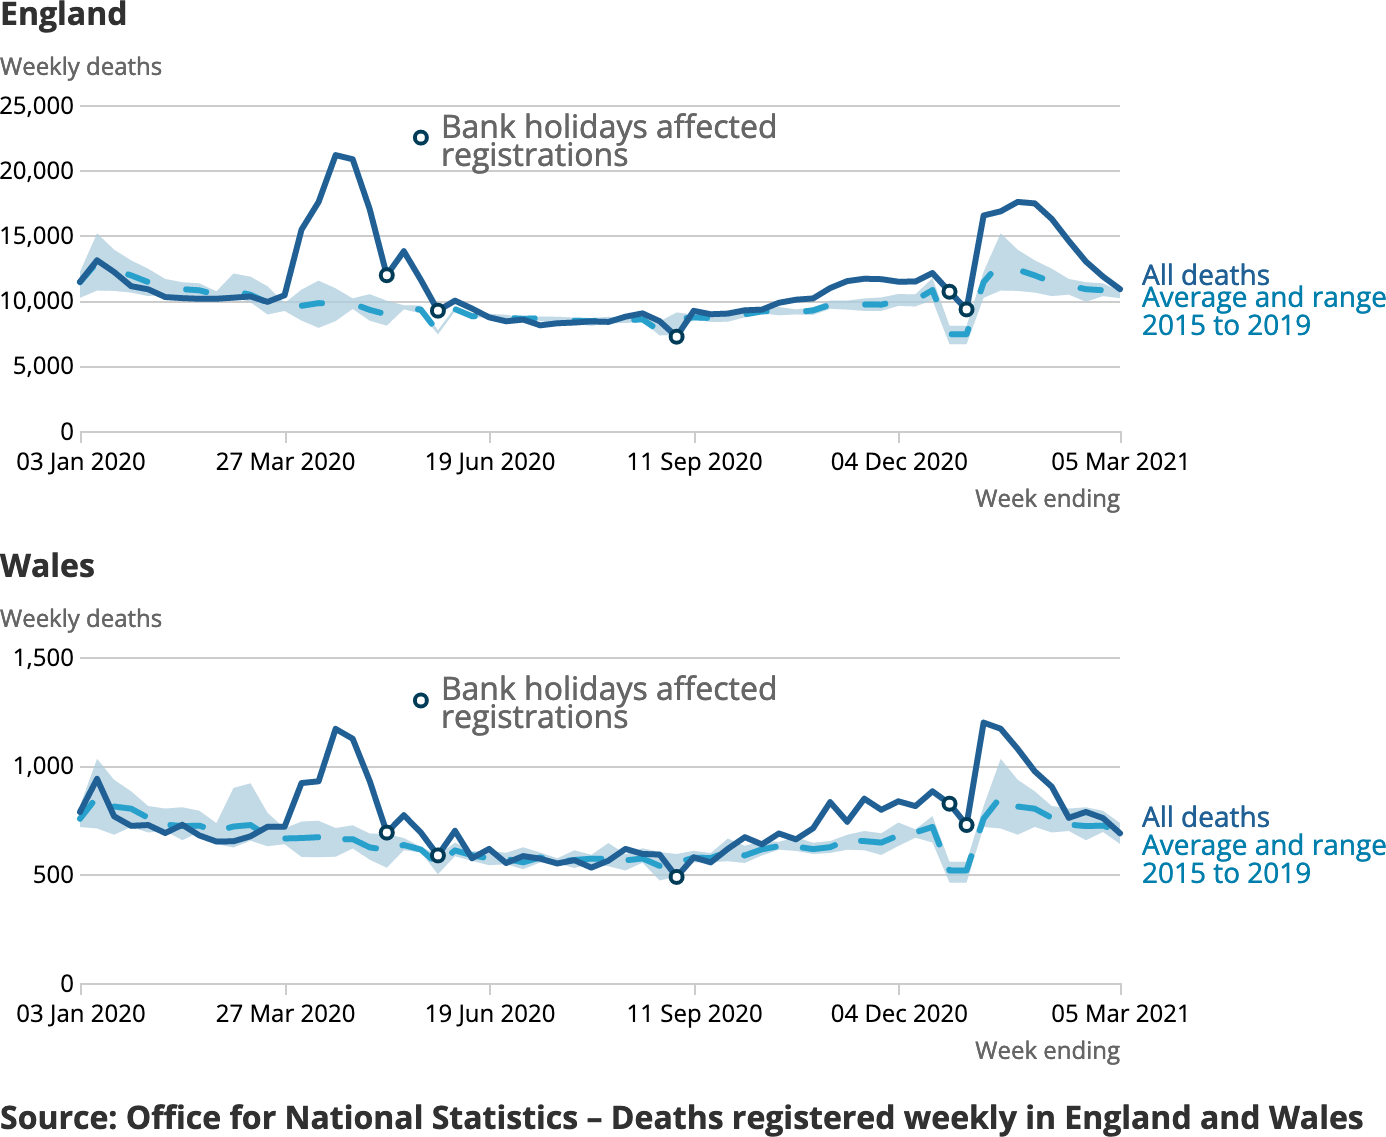 England
Weekly deaths
25,000
Bank holidays affected
registrations
20,000
15,000
10,000
5,000
0
All deaths
Average and range
2015 to 2019
03 Jan 2020 27 Mar 2020 19 Jun 2020 11 Sep 2020 04 Dec 2020 05 Mar 2021
Week ending
Wales
Weekly deaths
1,500
Bank holidays affected
registrations
1,000
500
0
All deaths
Average and range
2015 to 2019
03 Jan 2020 27 Mar 2020 19 Jun 2020 11 Sep 2020 04 Dec 2020 05 Mar 2021
Week ending
Source: Office for National Statistics – Deaths registered weekly in England and Wales